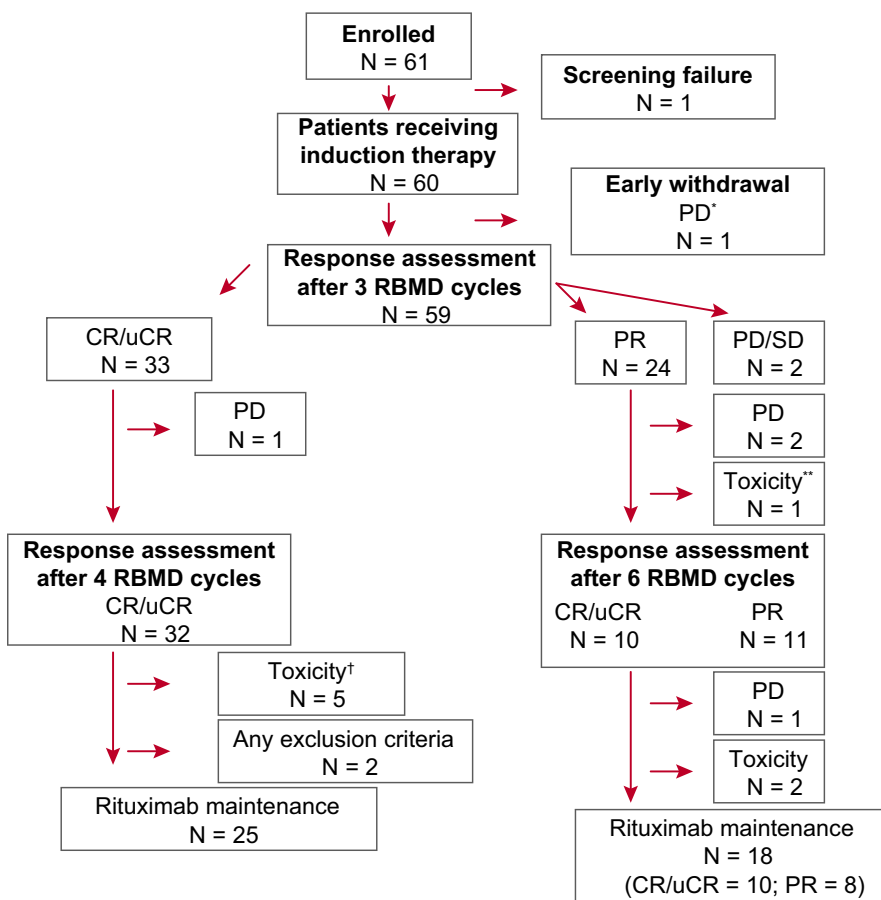 Enrolled
N = 61
Screening failure
N = 1
Patients receiving
induction therapy
N = 60
Early withdrawal
PD*
N = 1
Response assessment
after 3 RBMD cycles
N = 59
CR/uCR
N = 33
PR
N = 24
PD/SD
N = 2
PD
N = 1
PD
N = 2
Toxicity**
N = 1
Response assessment
after 4 RBMD cycles
CR/uCR
N = 32
Response assessment
after 6 RBMD cycles
CR/uCR
N = 10
PR
N = 11
Toxicity†
N = 5
Any exclusion criteria
N = 2
Rituximab maintenance
N = 25
PD
N = 1
Toxicity
N = 2
Rituximab maintenance
N = 18
(CR/uCR = 10; PR = 8)